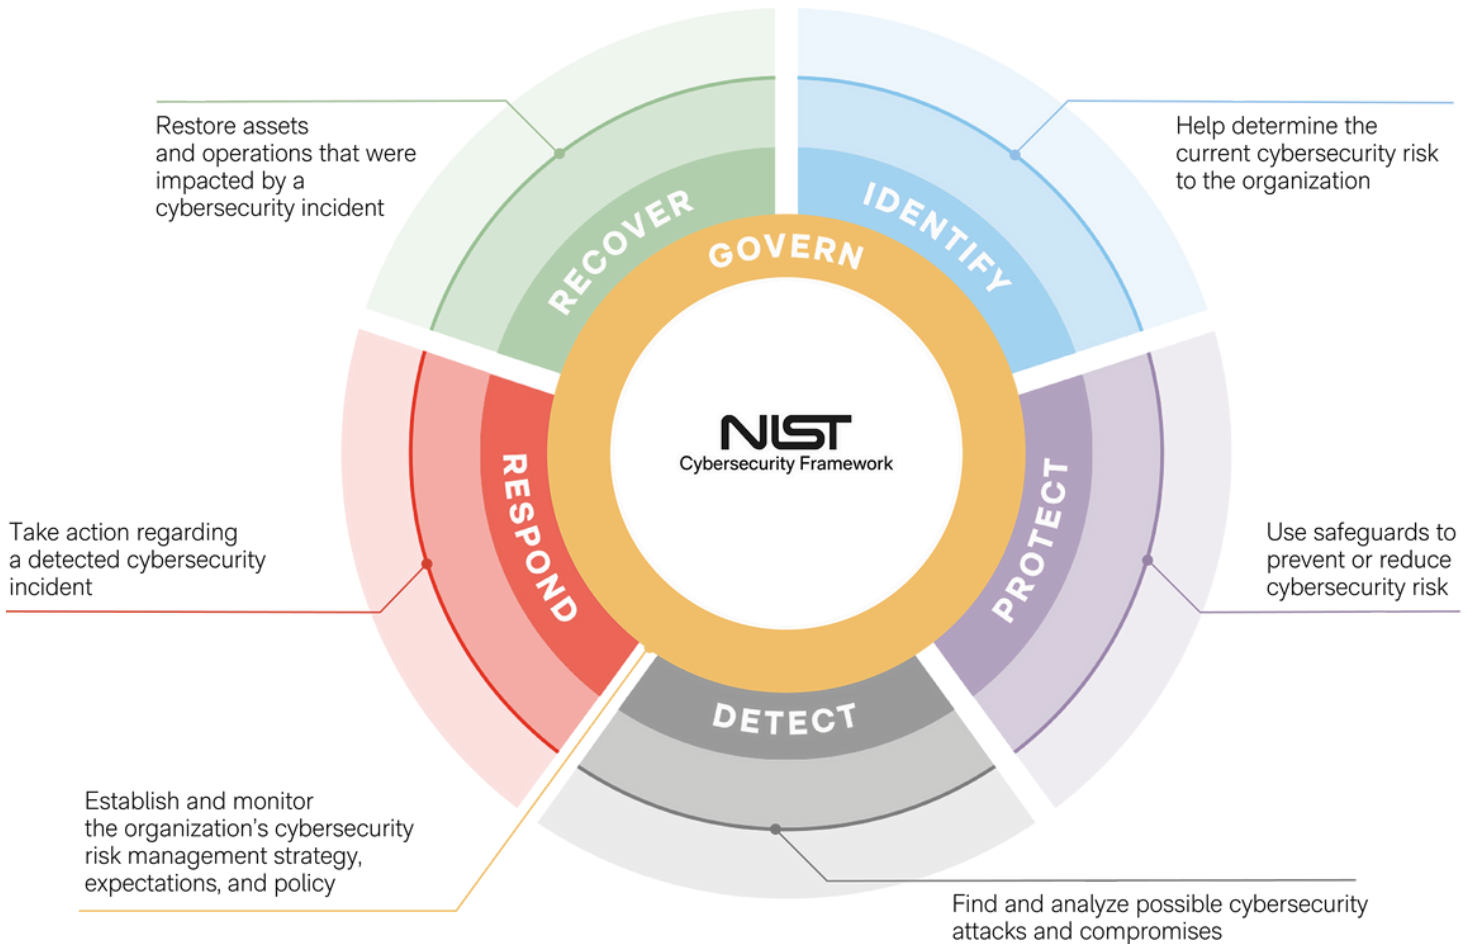 Restore assets
and operations that were
impacted by a
cybersecurity incident
Help determine the
current cybersecurity risk
to the organization
RECOVER
IDENTIFY
GOVERN
NIST
Cybersecurity Framework
RESPOND
PROTECT
Take action regarding
a detected cybersecurity
incident
Use safeguards to
prevent or reduce
cybersecurity risk
DETECT
Establish and monitor
the organization's cybersecurity
risk management strategy,
expectations, and policy
Find and analyze possible cybersecurity
attacks and compromises